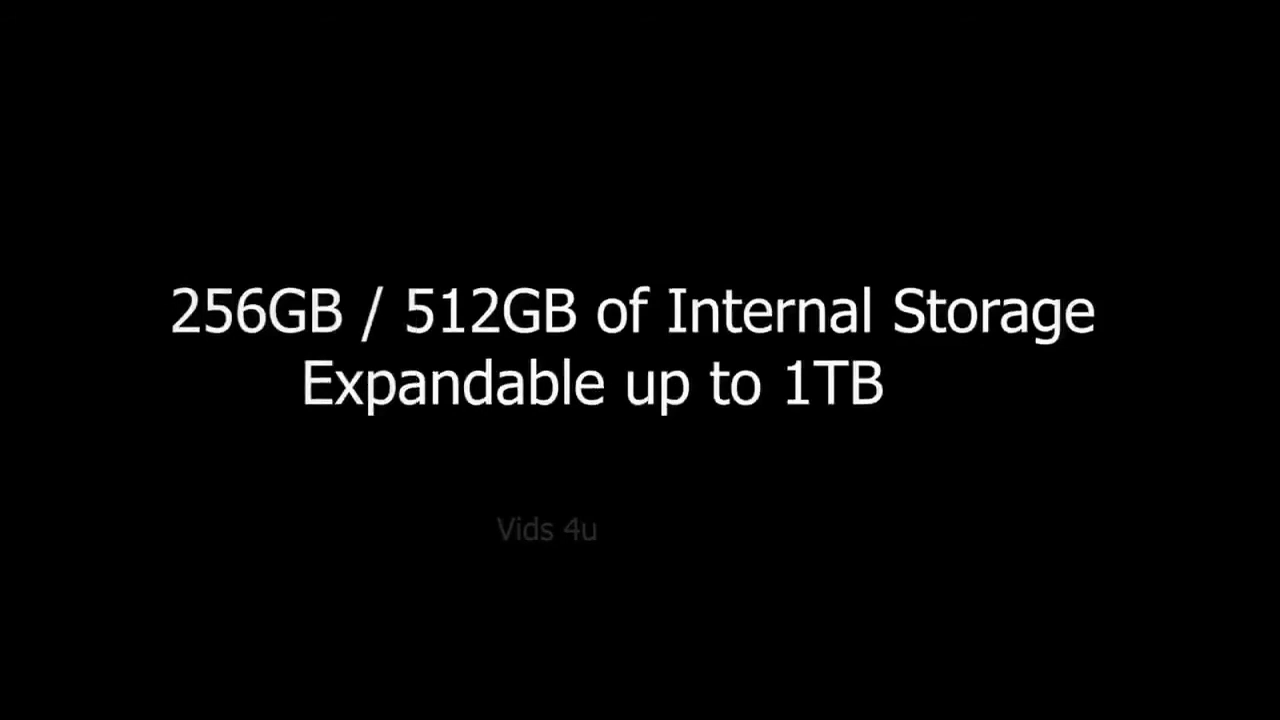 256GB / 512GB of Internal Storage
Expandable up to 1TB
Vids 4u